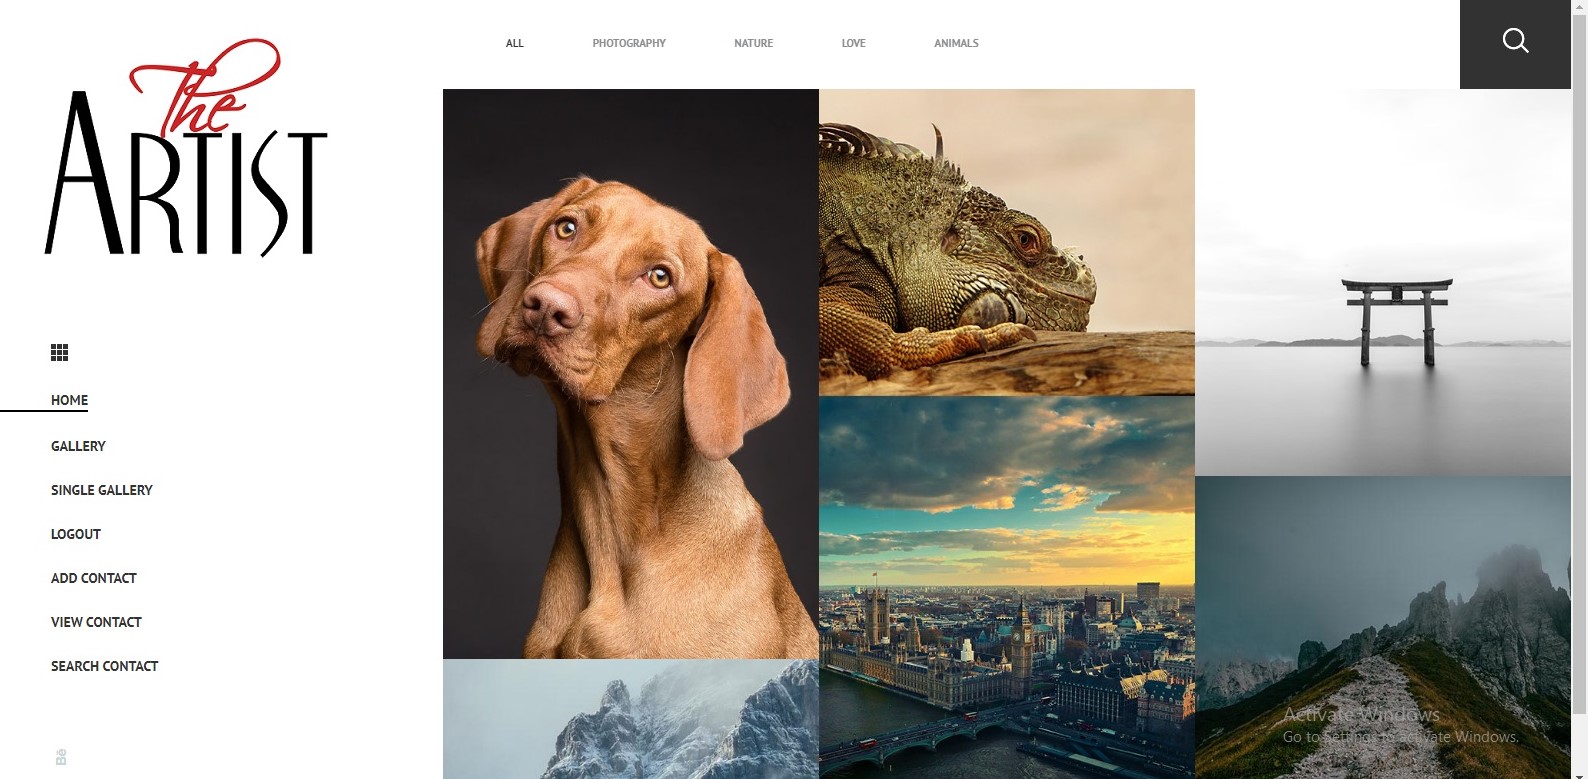 The
ARTIST
ALL
PHOTOGRAPHY
NATURE
LOVE
ANIMALS
HOME
GALLERY
SINGLE GALLERY
LOGOUT
ADD CONTACT
VIEW CONTACT
SEARCH CONTACT
Bē
Activate Windows
Go to Settings to activate Windows.